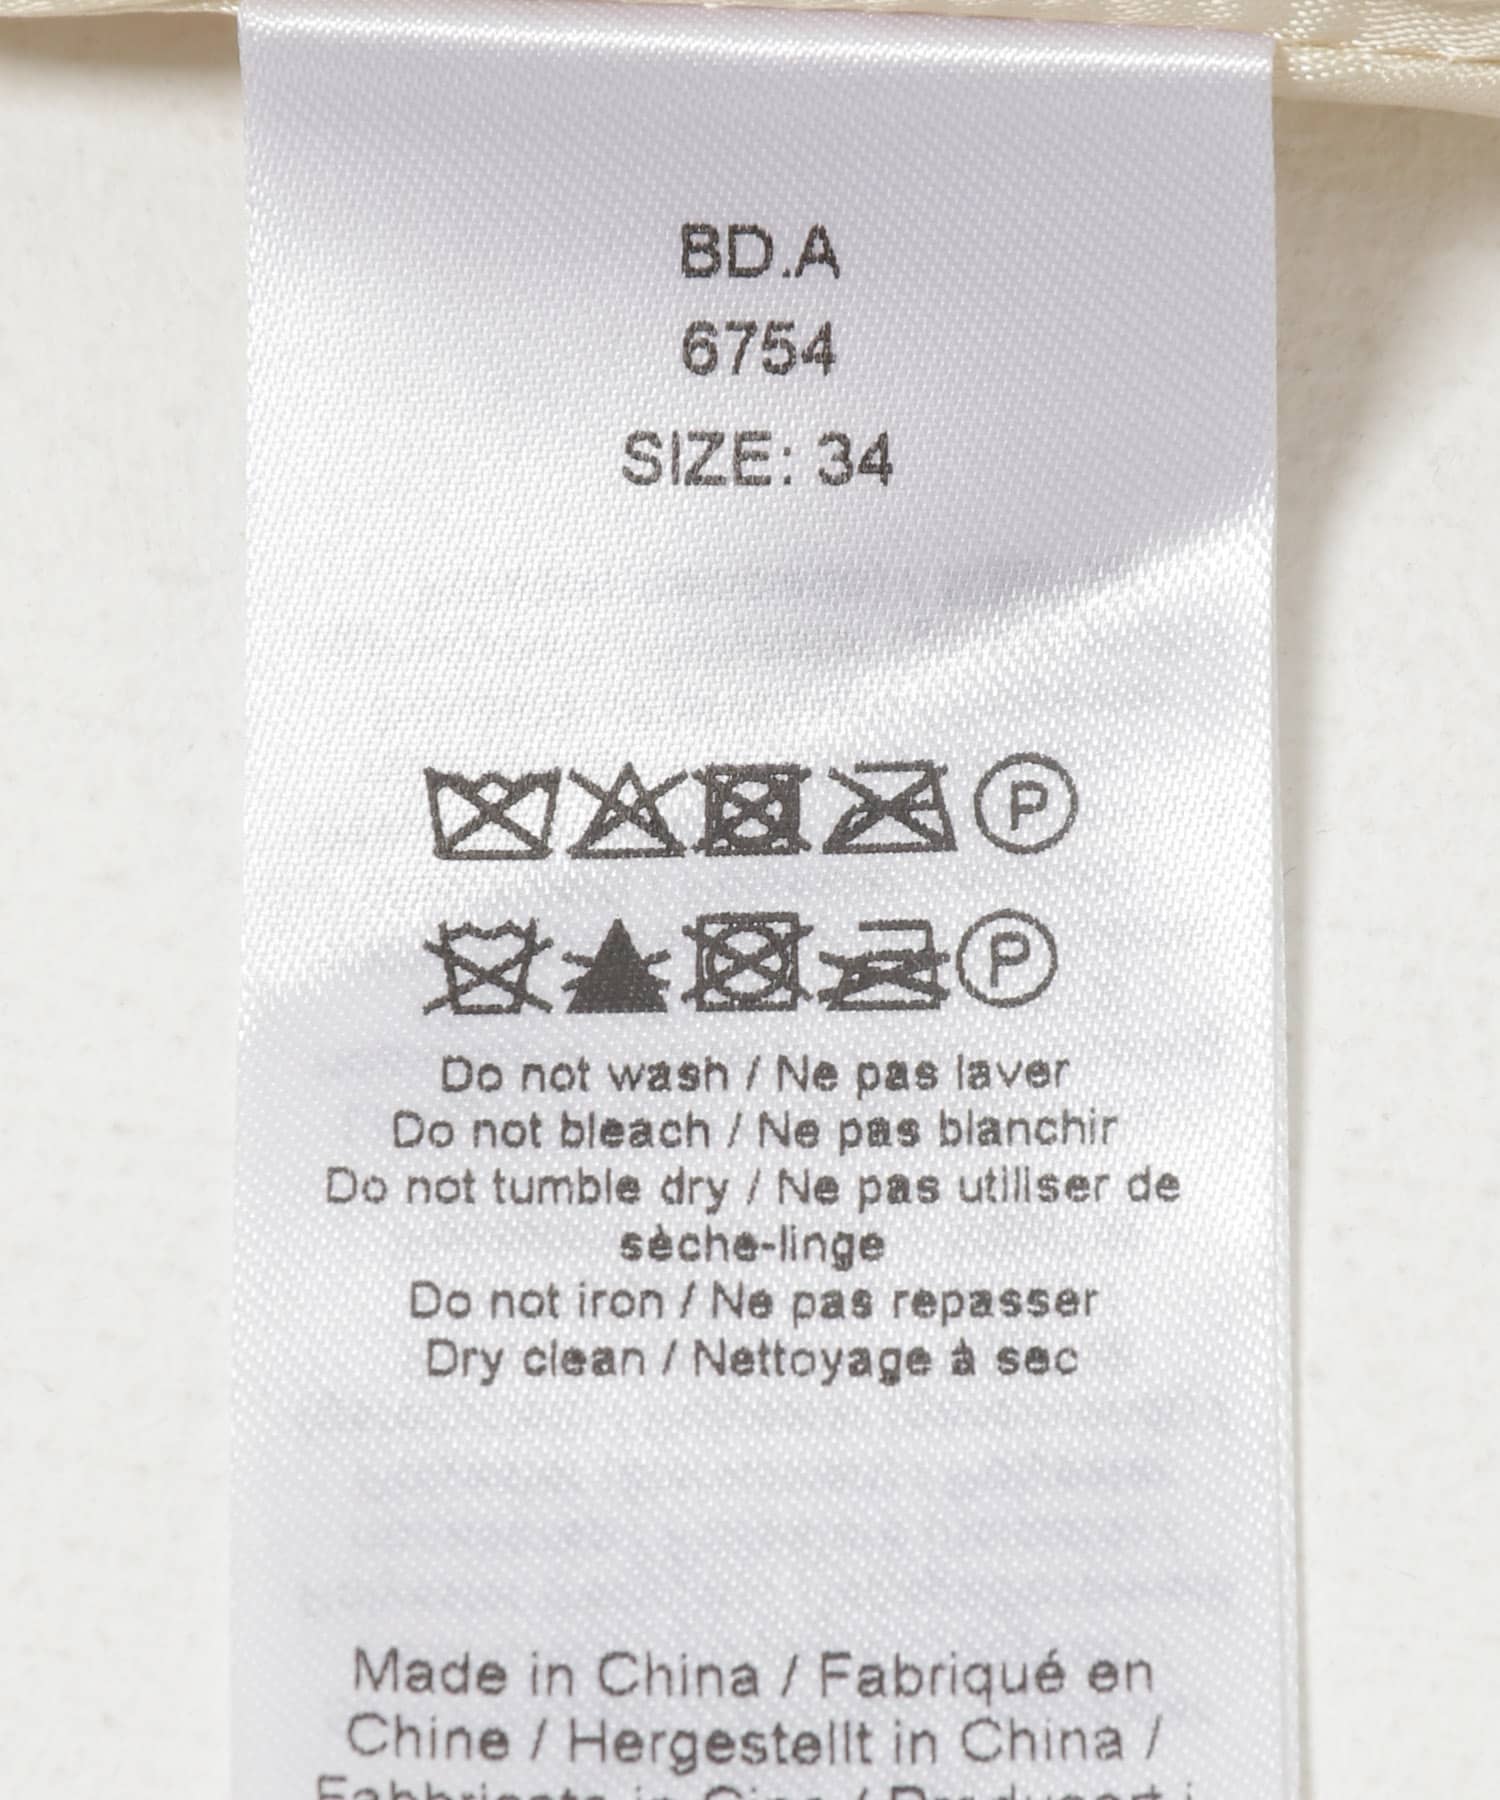 BD.A
6754
SIZE: 34
P
P
Do not wash / Ne pas laver
Do not bleach / Ne pas blanchir
Do not tumble dry / Ne pas utiliser de
sèche-linge
Do not iron / Ne pas repasser
Dry clean / Nettoyage à sec
Made in China / Fabriqué en
Chine / Hergestellt in China /